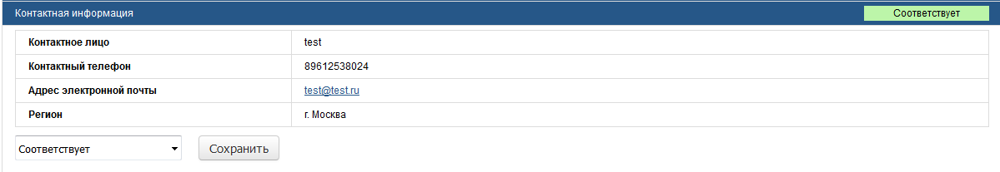 Контактная информация Соответствует
Контактное лицо test
Контактный телефон 89612538024
Адрес электронной почты test@test.ru
Регион г. Москва
Соответствует Сохранить